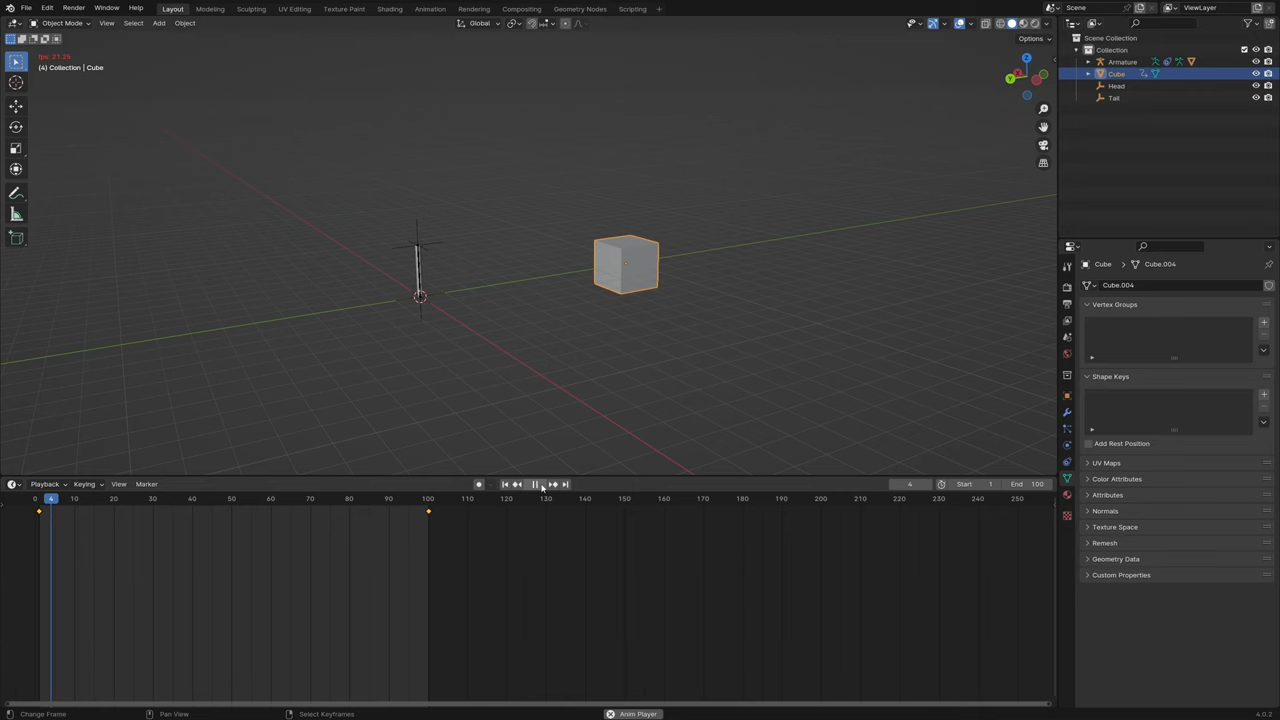 File Edit Render Window Help Layout Modeling Sculpting UV Editing Texture Paint Shading Animation Rendering Compositing Geometry Nodes Scripting Scene ViewLayer
Object Mode View Select Add Object Global
Options
fps: 21.25
(4) Collection | Cube
Z
Y
X
Scene Collection
Collection
Armature
Cube
Head
Tail
Cube Cube.004
Cube.004
Vertex Groups
Shape Keys
Add Rest Position
UV Maps
Color Attributes
Attributes
Normals
Texture Space
Remesh
Geometry Data
Custom Properties
Playback Keying View Marker 4 Start 1 End 100
0 4 10 20 30 40 50 60 70 80 90 100 110 120 130 140 150 160 170 180 190 200 210 220 230 240 250
Change Frame Pan View Select Keyframes Anim Player 4.0.2